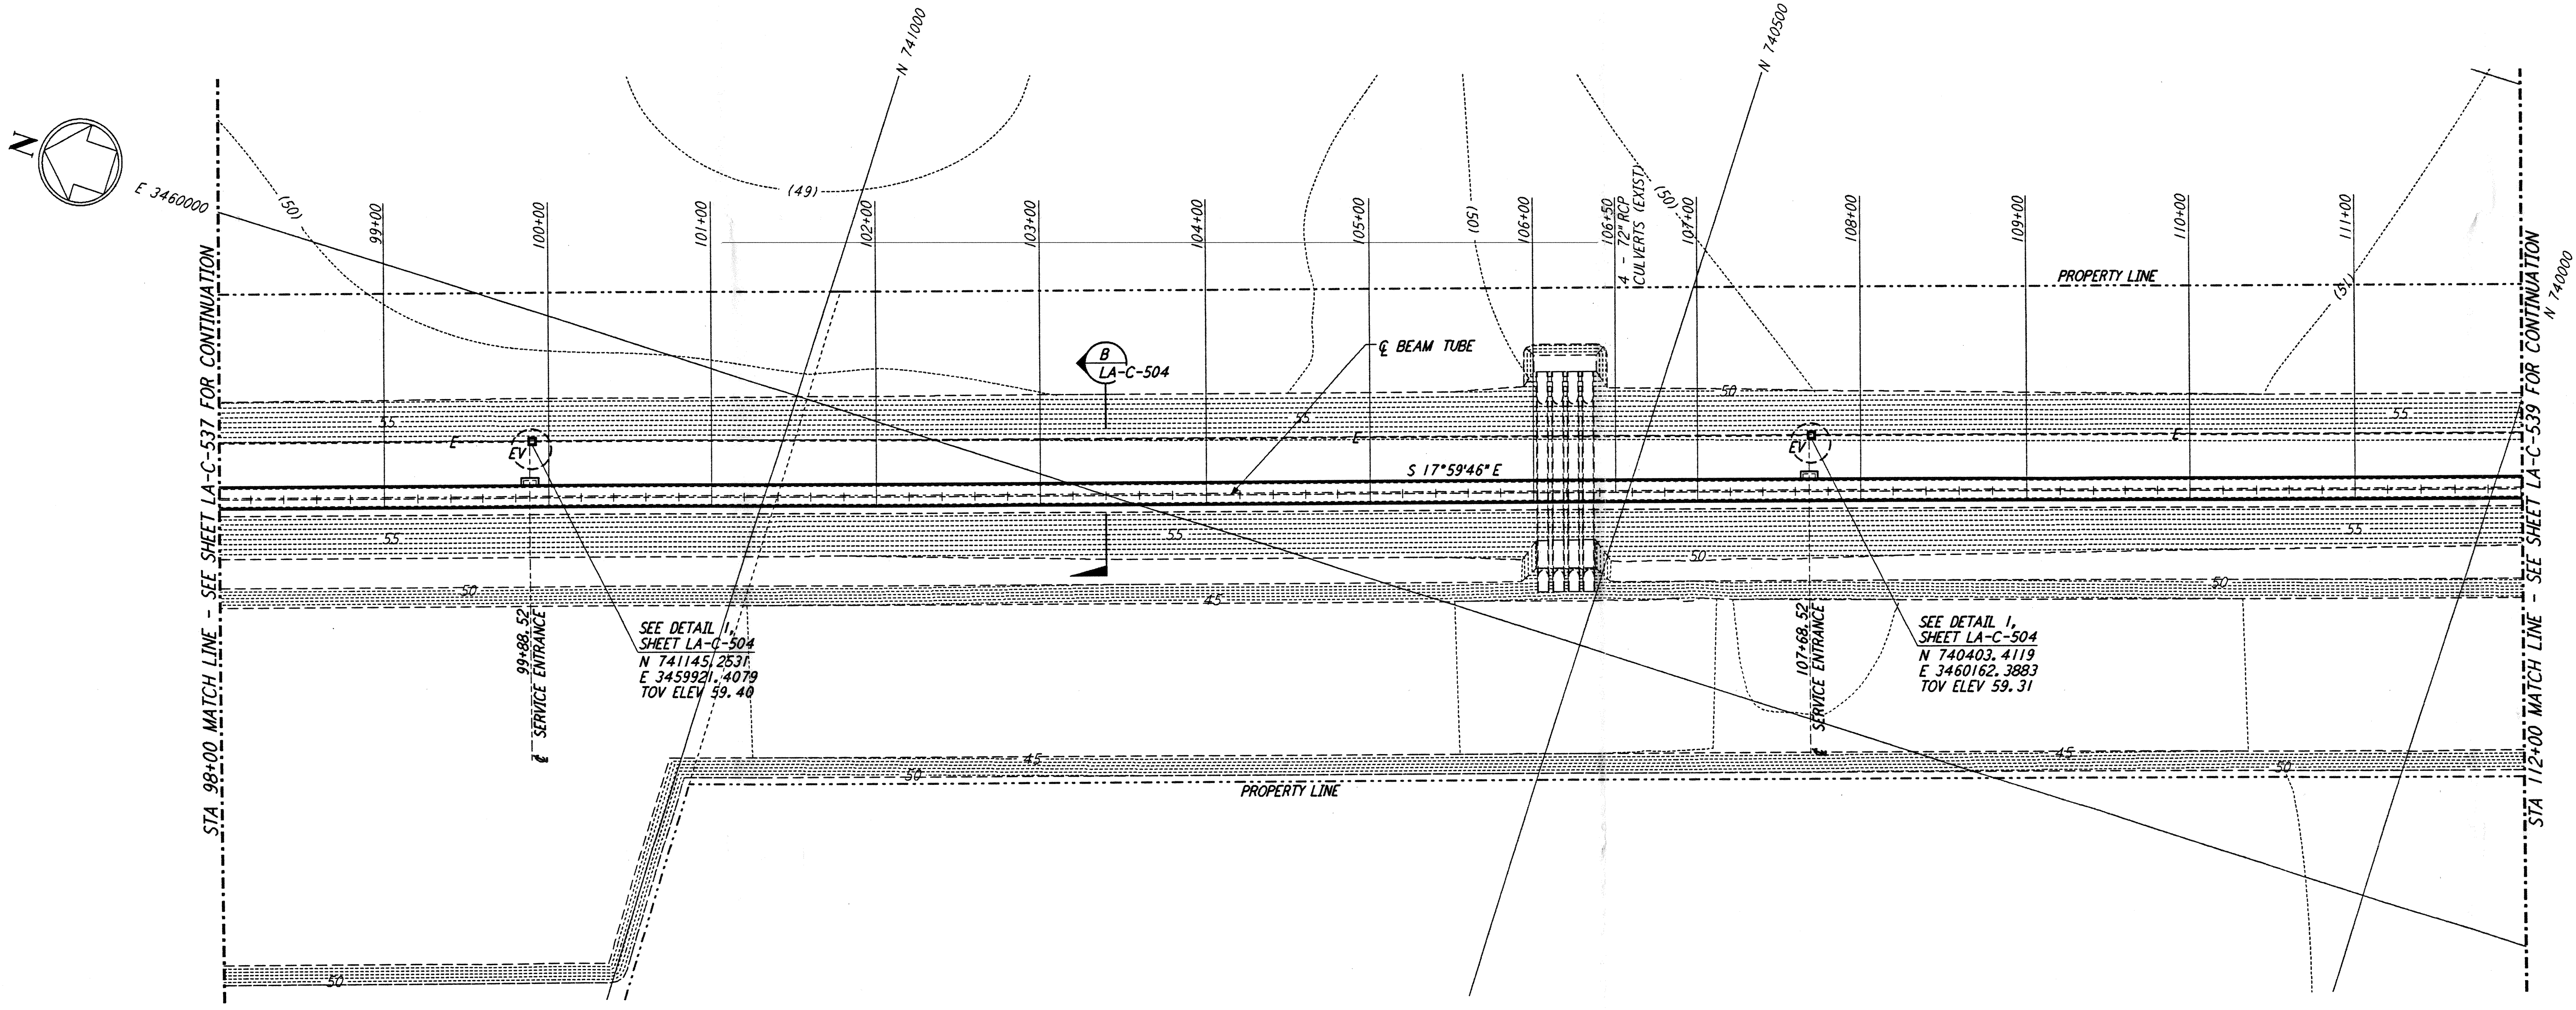 N 741000
N 740500
N
E 3460000
(50)
(49)
(50)
(50)
(51)
N 740000
99+00
100+00
101+00
102+00
103+00
104+00
105+00
106+00
106+50
4 - 72" RCP
CULVERTS (EXIST)
107+00
108+00
109+00
110+00
111+00
PROPERTY LINE
STA 98+00 MATCH LINE - SEE SHEET LA-C-537 FOR CONTINUATION
STA 112+00 MATCH LINE - SEE SHEET LA-C-539 FOR CONTINUATION
B
LA-C-504
℄ BEAM TUBE
50
55
55
55
E
E
E
EV
EV
S 17°59'46" E
55
55
55
50
50
50
45
99+88.52
℄ SERVICE ENTRANCE
SEE DETAIL 1,
SHEET LA-C-504
N 741145.2531
E 3459921.4079
TOV ELEV 59.40
107+68.52
℄ SERVICE ENTRANCE
SEE DETAIL 1,
SHEET LA-C-504
N 740403.4119
E 3460162.3883
TOV ELEV 59.31
45
50
45
50
PROPERTY LINE
50